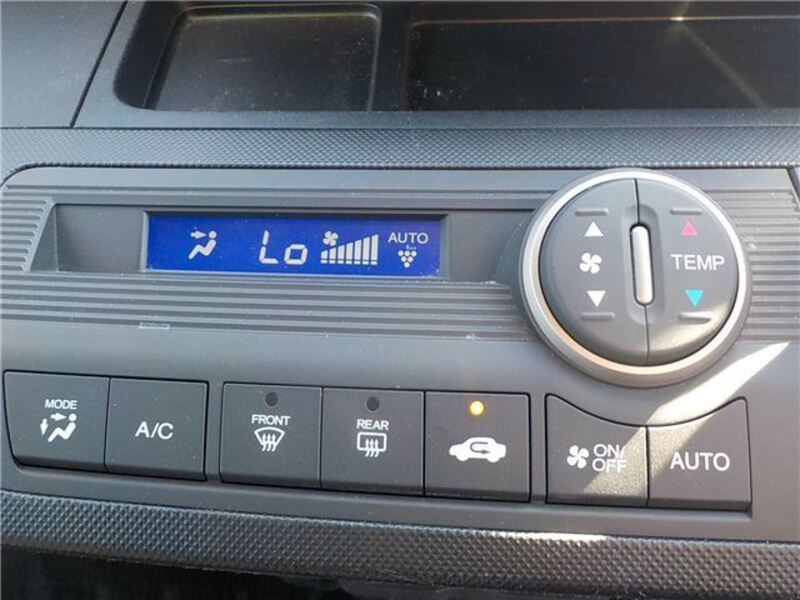 Lo
AUTO
TEMP
MODE
A/C
FRONT
REAR
ON/
OFF
AUTO